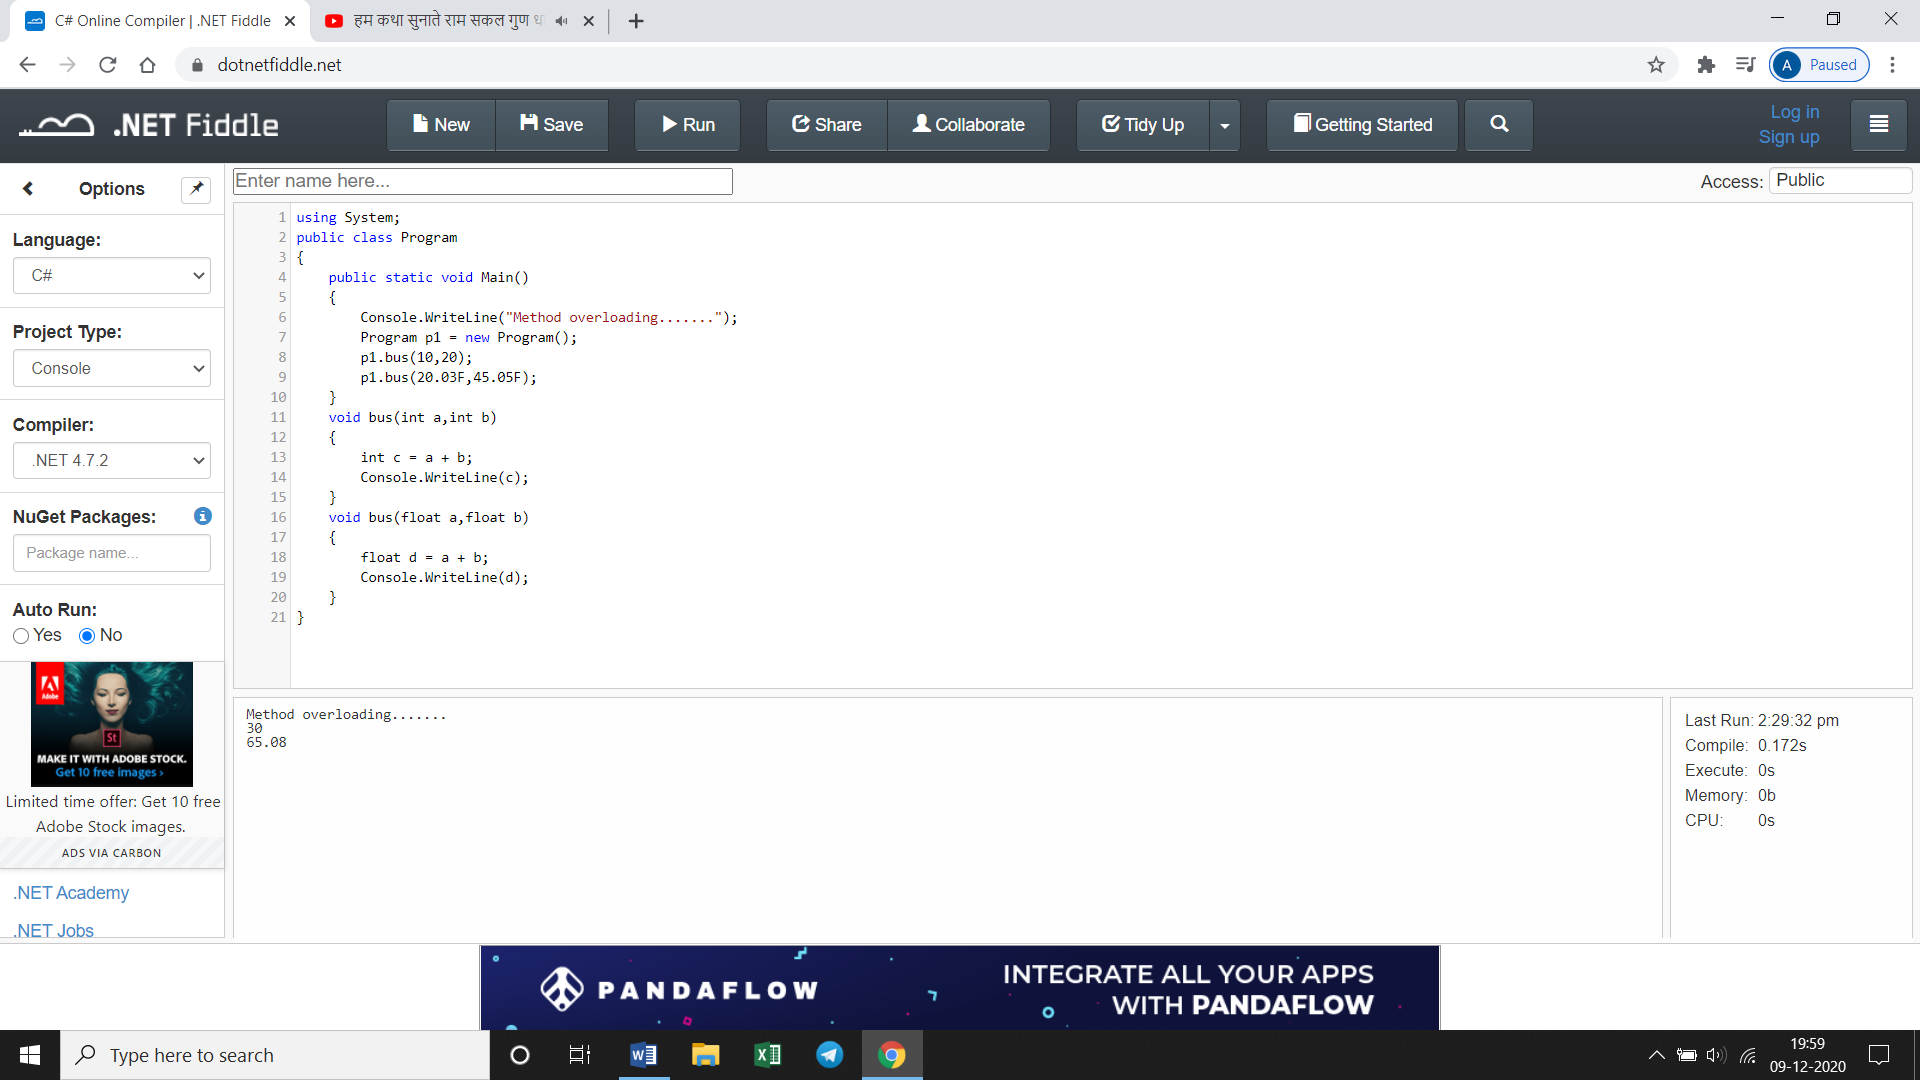 C# Online Compiler | .NET Fiddle
हम कथा सुनाते राम सकल गुण
dotnetfiddle.net
A Paused
.NET Fiddle
New
Save
Run
Share
Collaborate
Tidy Up
Getting Started
Log in
Sign up
Options
Enter name here...
Access: Public
Language:
C#
Project Type:
Console
Compiler:
.NET 4.7.2
NuGet Packages:
Package name...
Auto Run:
Yes No
1 using System;
2 public class Program
3 {
4 public static void Main()
5 {
6 Console.WriteLine("Method overloading.......");
7 Program p1 = new Program();
8 p1.bus(10,20);
9 p1.bus(20.03F,45.05F);
10 }
11 void bus(int a,int b)
12 {
13 int c = a + b;
14 Console.WriteLine(c);
15 }
16 void bus(float a,float b)
17 {
18 float d = a + b;
19 Console.WriteLine(d);
20 }
21 }
Adobe
St
MAKE IT WITH ADOBE STOCK.
Get 10 free images ›
Limited time offer: Get 10 free
Adobe Stock images.
ADS VIA CARBON
.NET Academy
.NET Jobs
Method overloading.......
30
65.08
Last Run: 2:29:32 pm
Compile: 0.172s
Execute: 0s
Memory: 0b
CPU: 0s
PANDAFLOW
INTEGRATE ALL YOUR APPS
WITH PANDAFLOW
Type here to search
19:59
09-12-2020